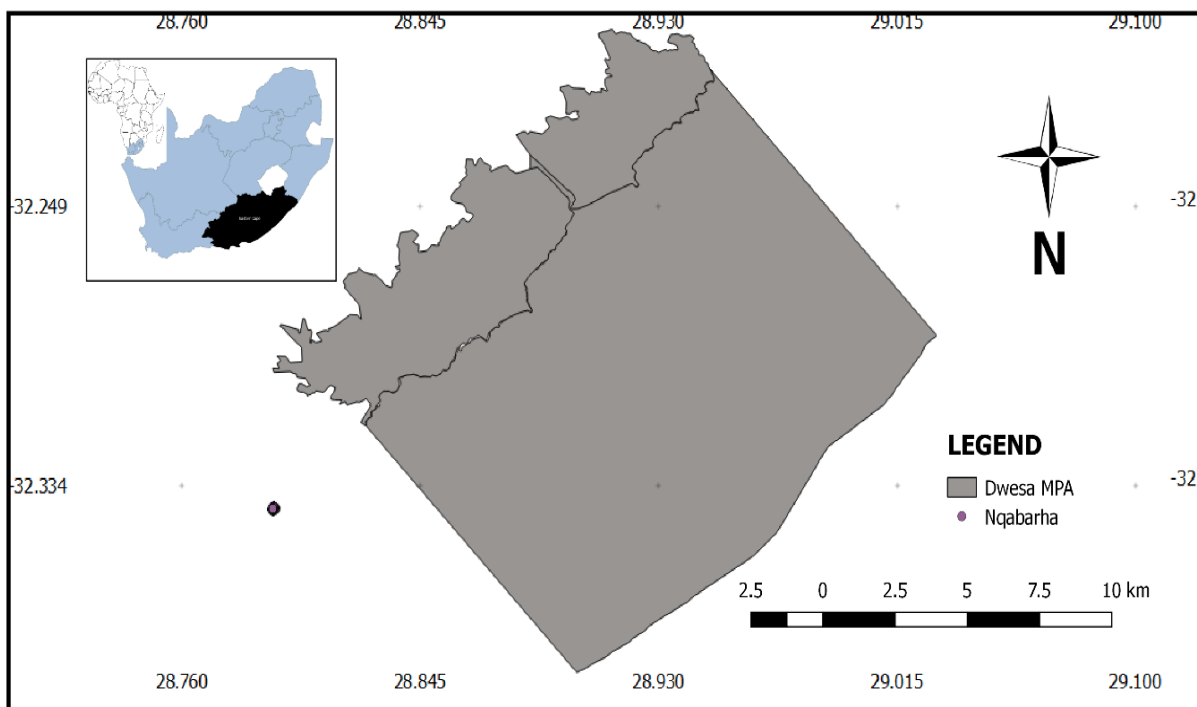 28.760 28.845 28.930 29.015 29.100
Eastern Cape
-32.249 -32
N
LEGEND
Dwesa MPA
Nqabarha
-32.334 -32
2.5 0 2.5 5 7.5 10 km
28.760 28.845 28.930 29.015 29.100